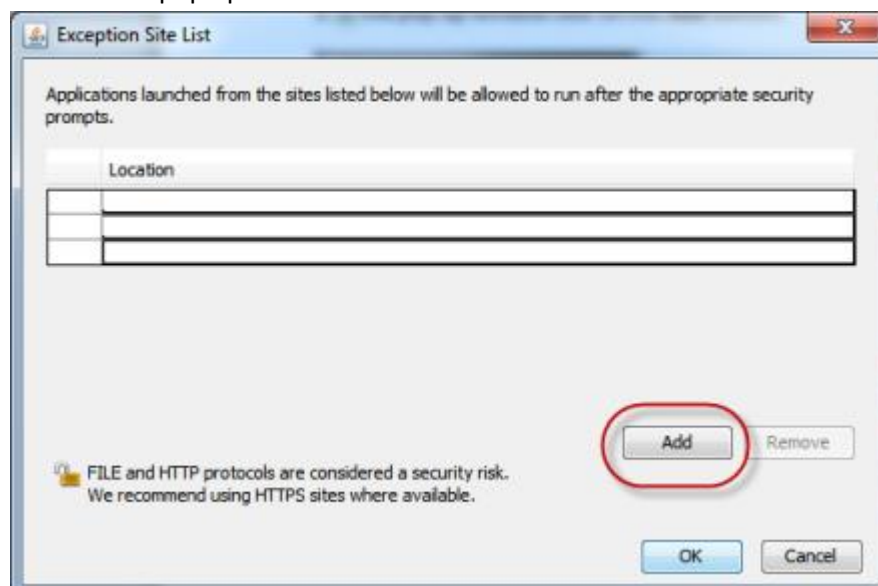 Exception Site List
Applications launched from the sites listed below will be allowed to run after the appropriate security
prompts.
Location
Add
Remove
FILE and HTTP protocols are considered a security risk.
We recommend using HTTPS sites where available.
OK
Cancel